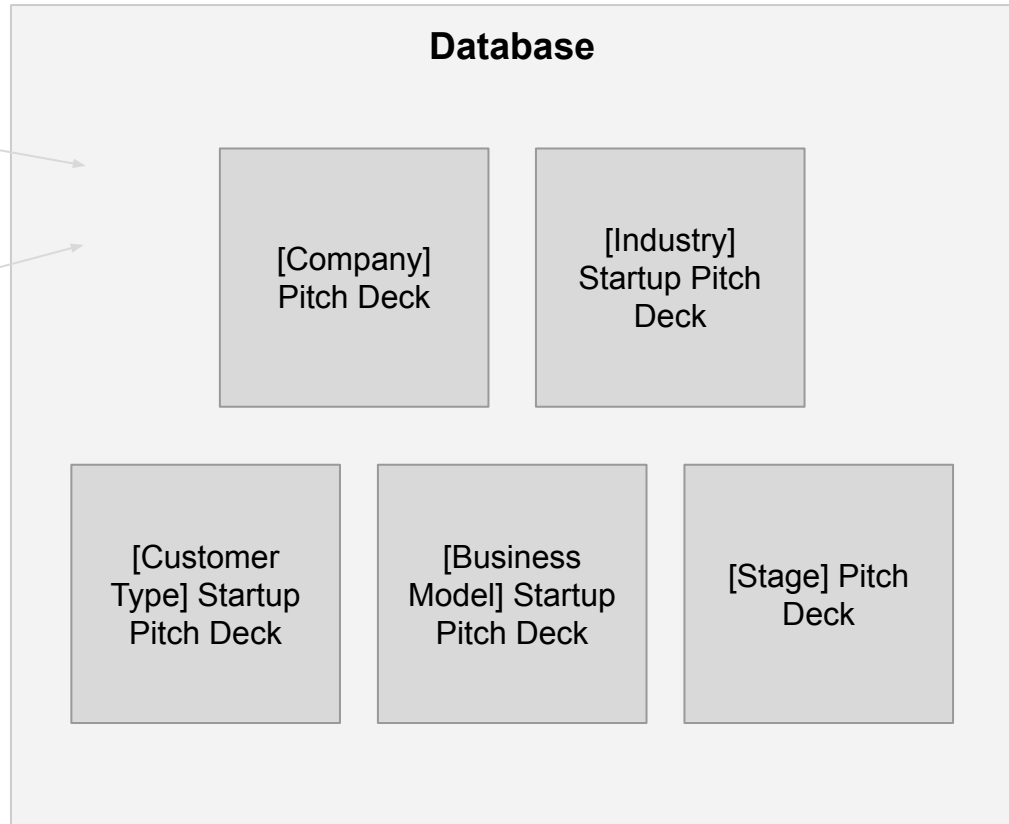 Database
[Company]
Pitch Deck
[Industry]
Startup Pitch
Deck
[Customer
Type] Startup
Pitch Deck
[Business
Model] Startup
Pitch Deck
[Stage] Pitch
Deck